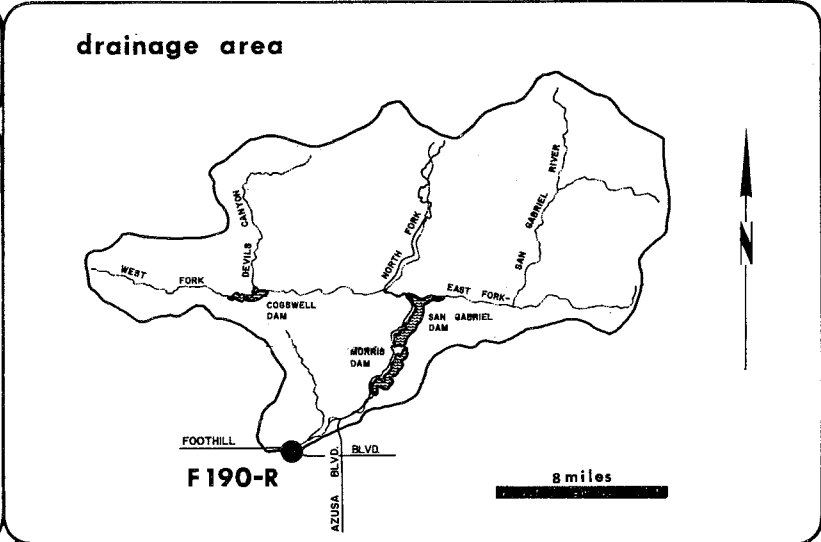 drainage area
RIVER
GABRIEL
SAN
CANYON
DEVILS
NORTH FORK
WEST FORK
EAST FORK
N
COGSWELL
DAM
SAN GABRIEL
DAM
MORRIS
DAM
FOOTHILL
BLVD.
F190-R
AZUSA BLVD.
8 miles